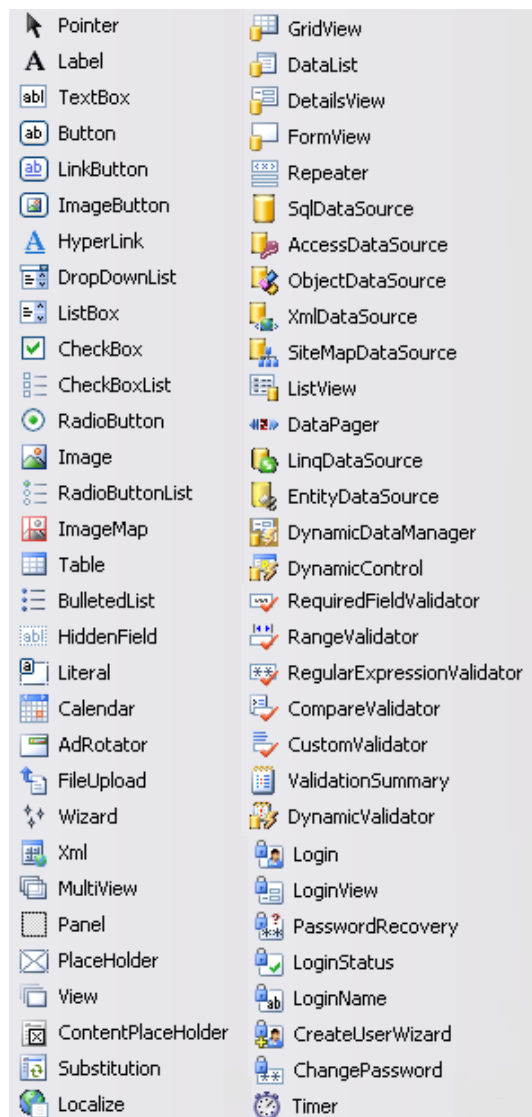 Pointer
Label
TextBox
Button
LinkButton
ImageButton
HyperLink
DropDownList
ListBox
CheckBox
CheckBoxList
RadioButton
Image
RadioButtonList
ImageMap
Table
BulletedList
HiddenField
Literal
Calendar
AdRotator
FileUpload
Wizard
Xml
MultiView
Panel
PlaceHolder
View
ContentPlaceHolder
Substitution
Localize
GridView
DataList
DetailsView
FormView
Repeater
SqlDataSource
AccessDataSource
ObjectDataSource
XmlDataSource
SiteMapDataSource
ListView
DataPager
LinqDataSource
EntityDataSource
DynamicDataManager
DynamicControl
RequiredFieldValidator
RangeValidator
RegularExpressionValidator
CompareValidator
CustomValidator
ValidationSummary
DynamicValidator
Login
LoginView
PasswordRecovery
LoginStatus
LoginName
CreateUserWizard
ChangePassword
Timer